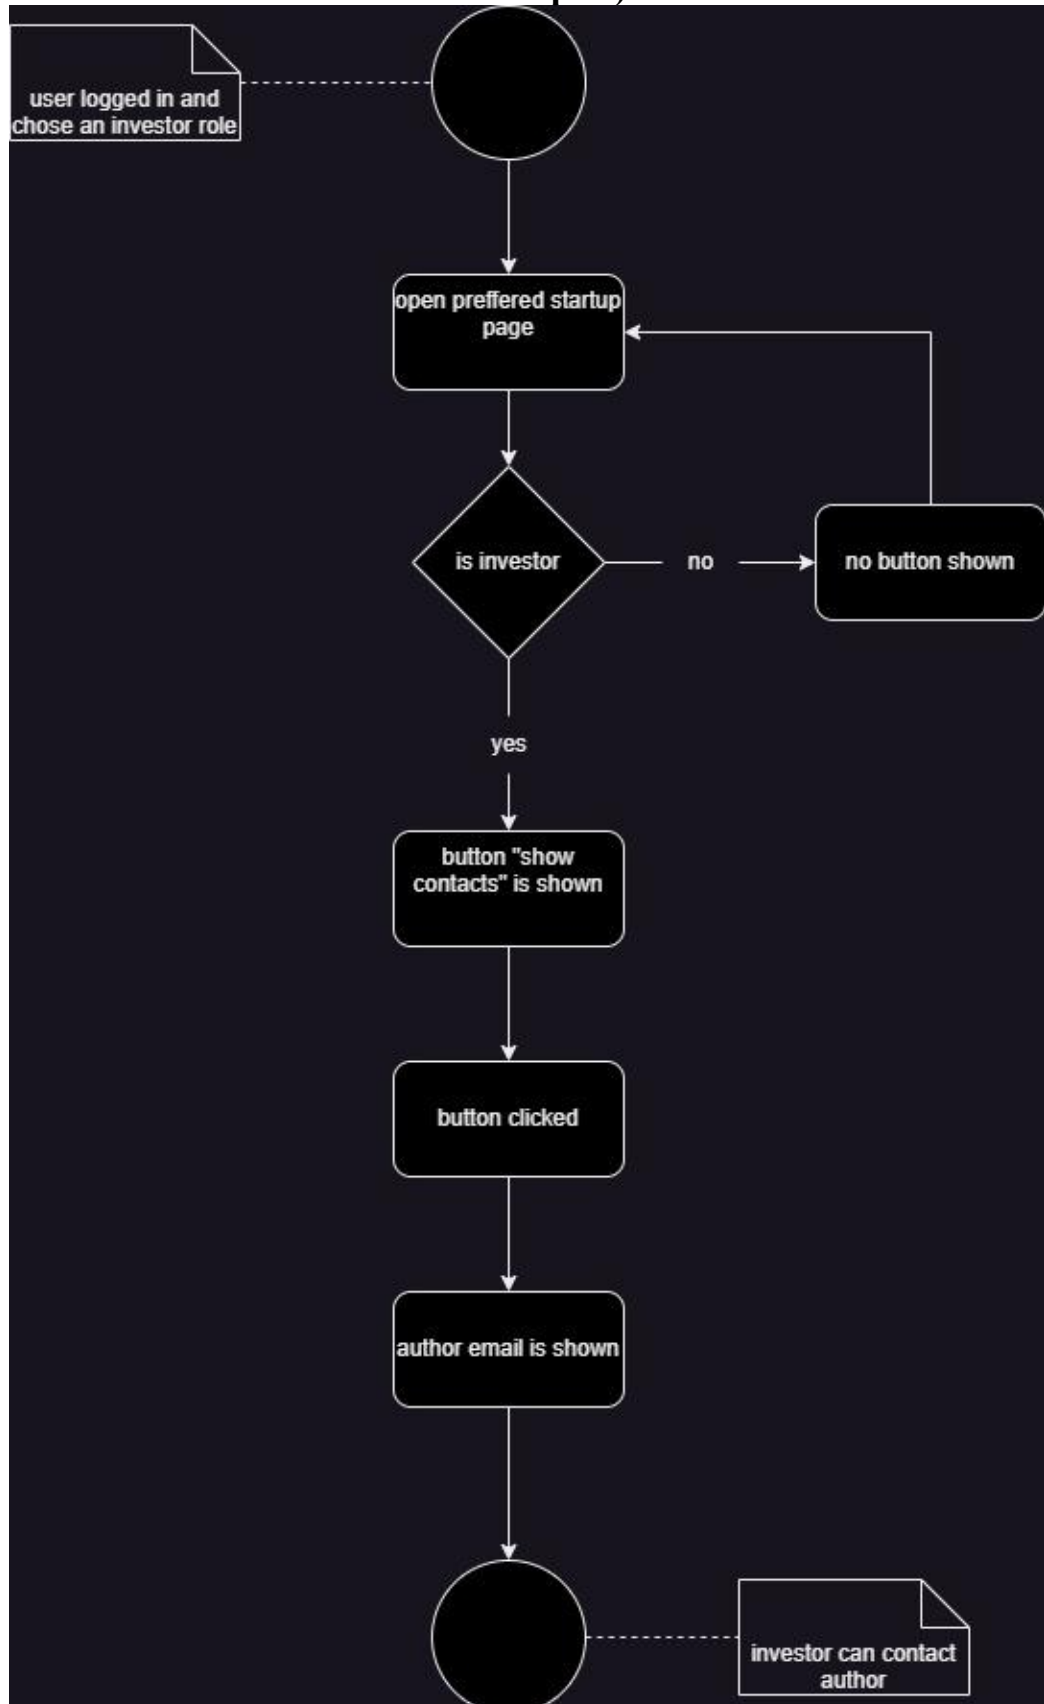 user logged in and
chose an investor role
open preffered startup
page
is investor
no
no button shown
yes
button "show
contacts" is shown
button clicked
author email is shown
investor can contact
author